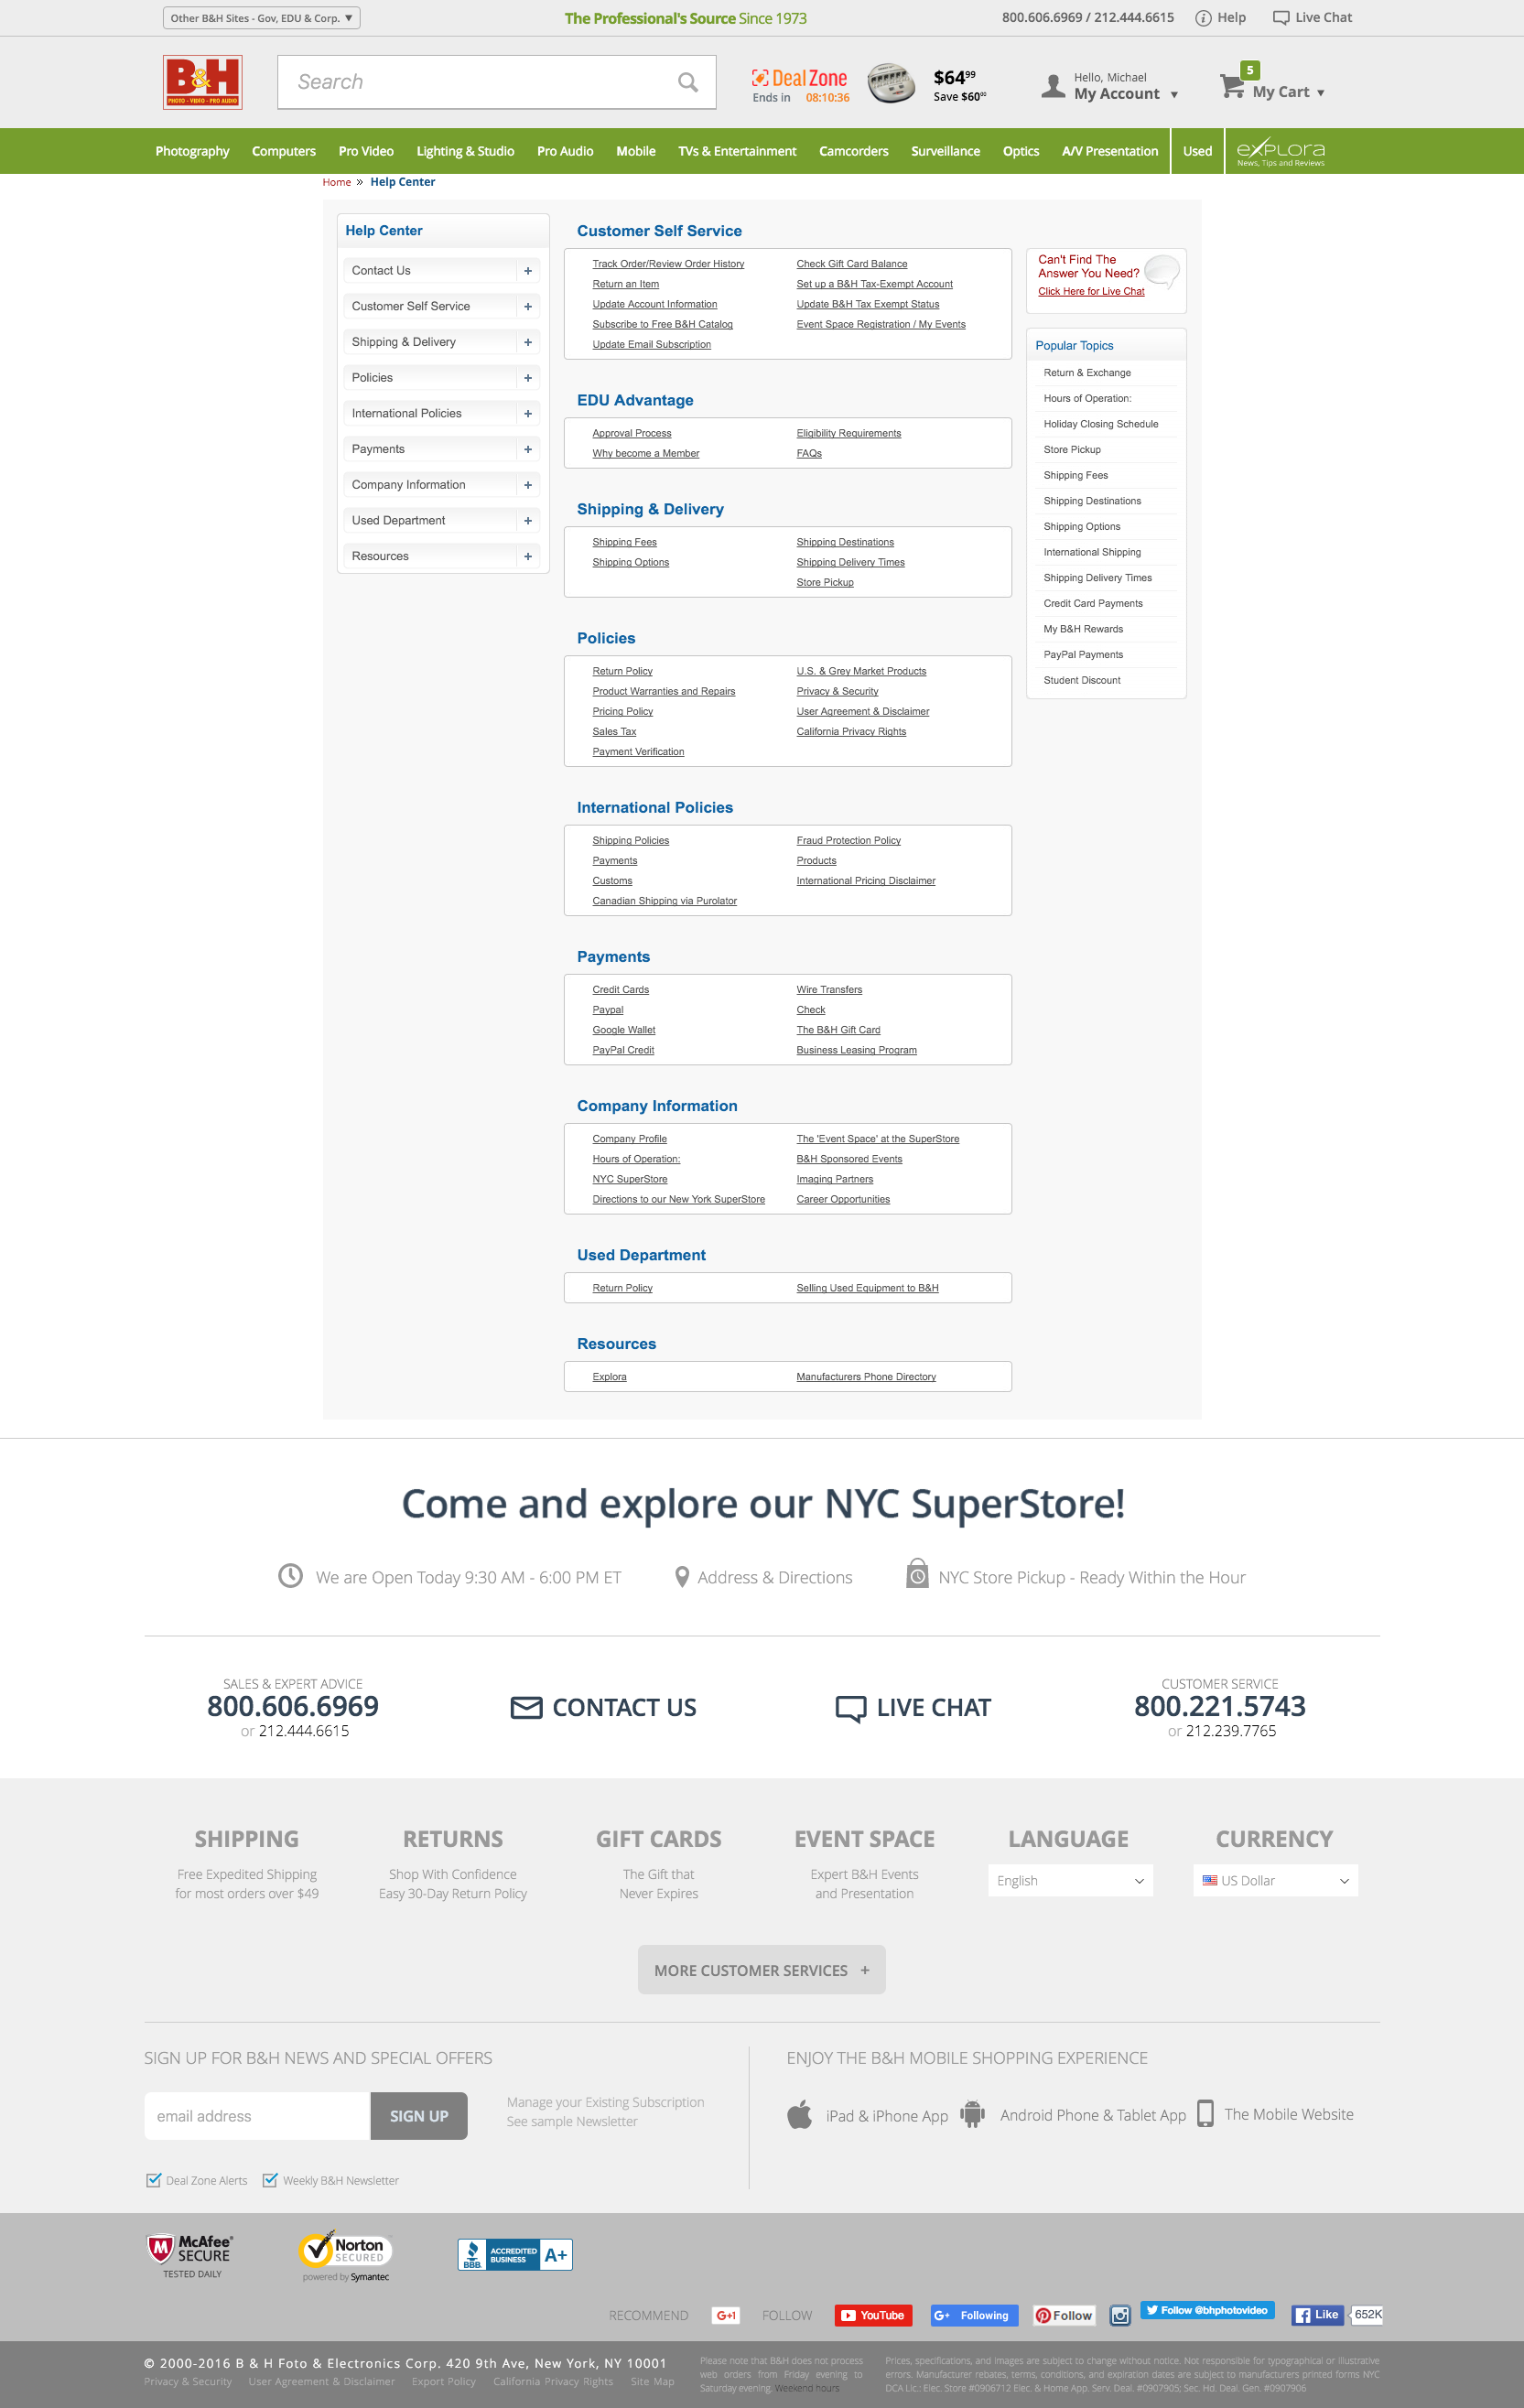 Other B&H Sites - Gov, EDU & Corp. ▼
The Professional's Source Since 1973
800.606.6969 / 212.444.6615
Help
Live Chat
B&H
PHOTO - VIDEO - PRO AUDIO
Search
Deal Zone
Ends in 08:10:36
$64.99
Save $60.00
Hello, Michael
My Account ▼
5
My Cart ▼
Photography Computers Pro Video Lighting & Studio Pro Audio Mobile TVs & Entertainment Camcorders Surveillance Optics A/V Presentation Used explora
News, Tips and Reviews
Home » Help Center
Help Center
Contact Us +
Customer Self Service +
Shipping & Delivery +
Policies +
International Policies +
Payments +
Company Information +
Used Department +
Resources +
Customer Self Service
Track Order/Review Order History
Return an Item
Update Account Information
Subscribe to Free B&H Catalog
Update Email Subscription
Check Gift Card Balance
Set up a B&H Tax-Exempt Account
Update B&H Tax Exempt Status
Event Space Registration / My Events
EDU Advantage
Approval Process
Why become a Member
Eligibility Requirements
FAQs
Shipping & Delivery
Shipping Fees
Shipping Options
Shipping Destinations
Shipping Delivery Times
Store Pickup
Policies
Return Policy
Product Warranties and Repairs
Pricing Policy
Sales Tax
Payment Verification
U.S. & Grey Market Products
Privacy & Security
User Agreement & Disclaimer
California Privacy Rights
International Policies
Shipping Policies
Payments
Customs
Canadian Shipping via Purolator
Fraud Protection Policy
Products
International Pricing Disclaimer
Payments
Credit Cards
Paypal
Google Wallet
PayPal Credit
Wire Transfers
Check
The B&H Gift Card
Business Leasing Program
Company Information
Company Profile
Hours of Operation:
NYC SuperStore
Directions to our New York SuperStore
The 'Event Space' at the SuperStore
B&H Sponsored Events
Imaging Partners
Career Opportunities
Used Department
Return Policy
Selling Used Equipment to B&H
Resources
Explora
Manufacturers Phone Directory
Can't Find The
Answer You Need?
Click Here for Live Chat
Popular Topics
Return & Exchange
Hours of Operation:
Holiday Closing Schedule
Store Pickup
Shipping Fees
Shipping Destinations
Shipping Options
International Shipping
Shipping Delivery Times
Credit Card Payments
My B&H Rewards
PayPal Payments
Student Discount
Come and explore our NYC SuperStore!
We are Open Today 9:30 AM - 6:00 PM ET
Address & Directions
NYC Store Pickup - Ready Within the Hour
SALES & EXPERT ADVICE
800.606.6969
or 212.444.6615
CONTACT US
LIVE CHAT
CUSTOMER SERVICE
800.221.5743
or 212.239.7765
SHIPPING
Free Expedited Shipping
for most orders over $49
RETURNS
Shop With Confidence
Easy 30-Day Return Policy
GIFT CARDS
The Gift that
Never Expires
EVENT SPACE
Expert B&H Events
and Presentation
LANGUAGE
English
CURRENCY
US Dollar
MORE CUSTOMER SERVICES +
SIGN UP FOR B&H NEWS AND SPECIAL OFFERS
email address
SIGN UP
Manage your Existing Subscription
See sample Newsletter
Deal Zone Alerts
Weekly B&H Newsletter
ENJOY THE B&H MOBILE SHOPPING EXPERIENCE
iPad & iPhone App
Android Phone & Tablet App
The Mobile Website
McAfee
SECURE
TESTED DAILY
Norton
SECURED
powered by Symantec
BBB.
ACCREDITED
BUSINESS
A+
RECOMMEND
G+1
FOLLOW
YouTube
G+ Following
Follow
Follow @bhphotovideo
Like
652K
© 2000-2016 B & H Foto & Electronics Corp. 420 9th Ave, New York, NY 10001
Privacy & Security User Agreement & Disclaimer Export Policy California Privacy Rights Site Map
Please note that B&H does not process
web orders from Friday evening to
Saturday evening. Weekend hours
Prices, specifications, and images are subject to change without notice. Not responsible for typographical or illustrative
errors. Manufacturer rebates, terms, conditions, and expiration dates are subject to manufacturers printed forms NYC
DCA Lic.: Elec. Store #0906712 Elec. & Home App. Serv. Deal. #0907905; Sec. Hd. Deal. Gen. #0907906